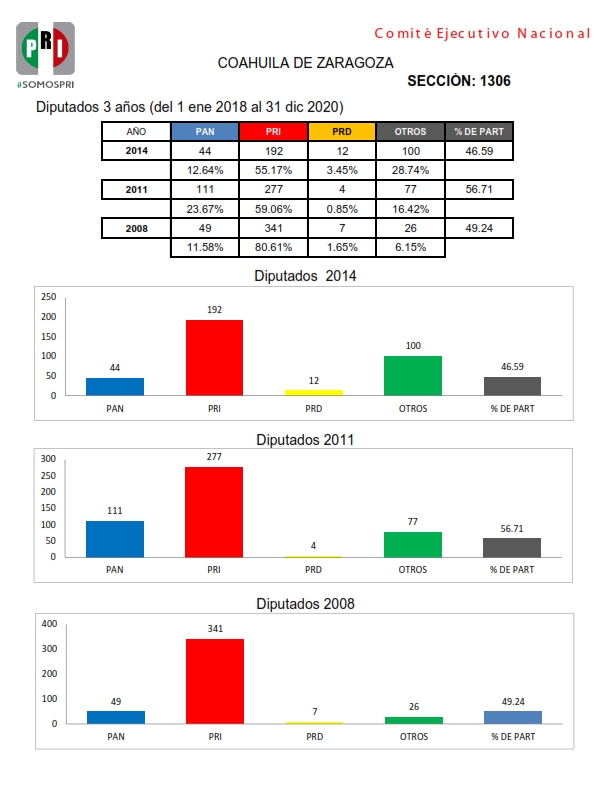 Comité Ejecutivo Nacional
PRI
#SOMOSPRI
COAHUILA DE ZARAGOZA
SECCIÓN: 1306
Diputados 3 años (del 1 ene 2018 al 31 dic 2020)
AÑO PAN PRI PRD OTROS % DE PART
2014 44 192 12 100 46.59
12.64% 55.17% 3.45% 28.74%
2011 111 277 4 77 56.71
23.67% 59.06% 0.85% 16.42%
2008 49 341 7 26 49.24
11.58% 80.61% 1.65% 6.15%
Diputados 2014
250
200
150
100
50
0
44 192 12 100 46.59
PAN PRI PRD OTROS % DE PART
Diputados 2011
300
250
200
150
100
50
0
111 277 4 77 56.71
PAN PRI PRD OTROS % DE PART
Diputados 2008
400
300
200
100
0
49 341 7 26 49.24
PAN PRI PRD OTROS % DE PART